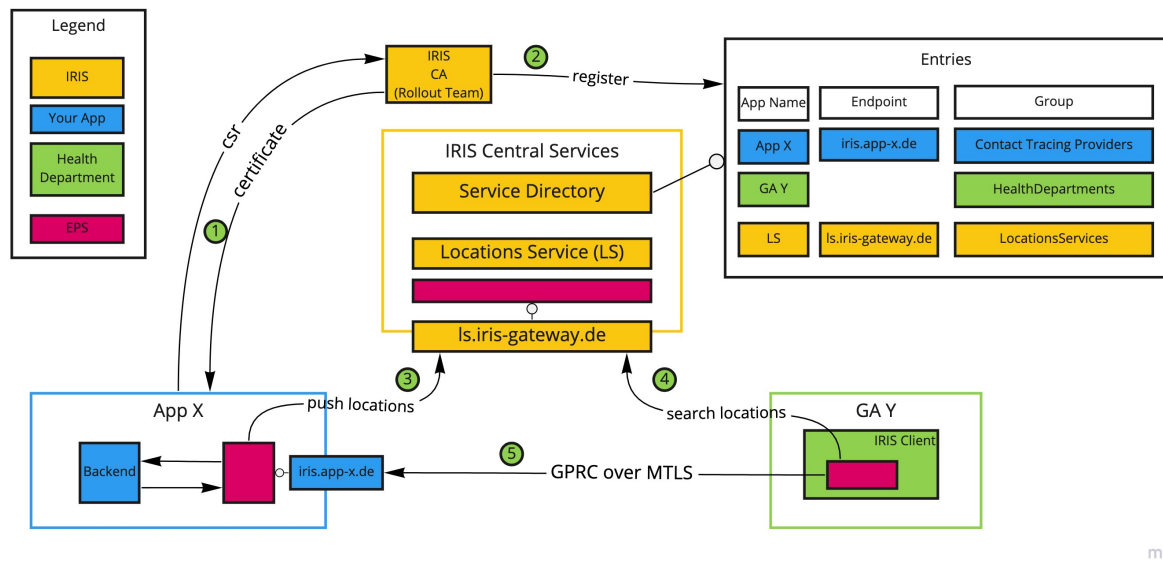 Legend
IRIS
Your App
Health
Department
EPS
IRIS
CA
(Rollout Team)
2
register
csr
certificate
1
Entries
App Name
Endpoint
Group
App X
iris.app-x.de
Contact Tracing Providers
GA Y
HealthDepartments
LS
ls.iris-gateway.de
LocationsServices
IRIS Central Services
Service Directory
Locations Service (LS)
ls.iris-gateway.de
3
push locations
4
search locations
App X
Backend
iris.app-x.de
5
GPRC over MTLS
GA Y
IRIS Client
m